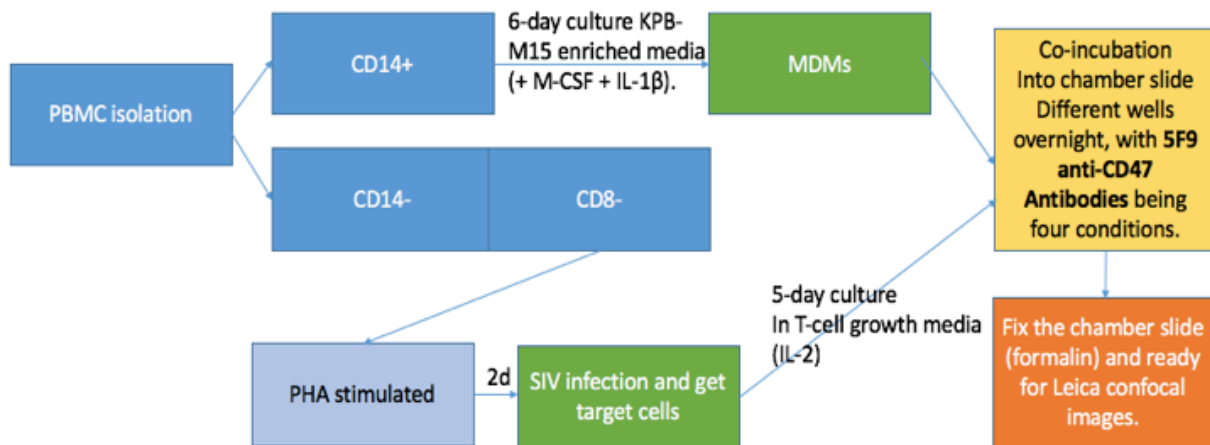 PBMC isolation
CD14+
6-day culture KPB-
M15 enriched media
(+ M-CSF + IL-1β).
MDMs
CD14-
CD8-
Co-incubation
Into chamber slide
Different wells
overnight, with 5F9
anti-CD47
Antibodies being
four conditions.
PHA stimulated
2d
SIV infection and get
target cells
5-day culture
In T-cell growth media
(IL-2)
Fix the chamber slide
(formalin) and ready
for Leica confocal
images.